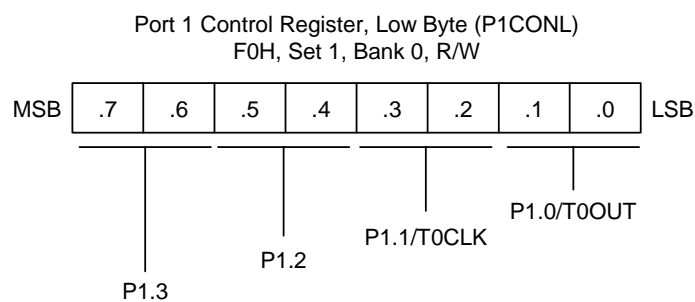 Port 1 Control Register, Low Byte (P1CONL)
F0H, Set 1, Bank 0, R/W
MSB .7 .6 .5 .4 .3 .2 .1 .0 LSB
P1.0/T0OUT
P1.1/T0CLK
P1.2
P1.3